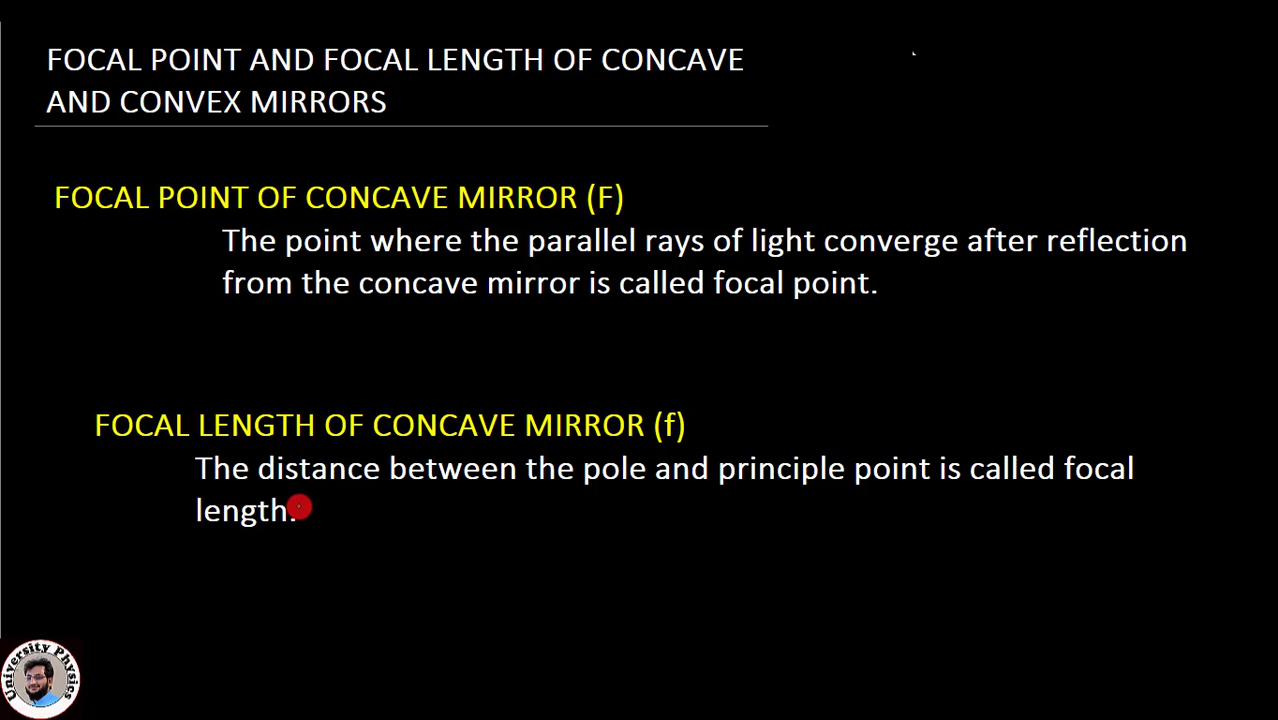 FOCAL POINT AND FOCAL LENGTH OF CONCAVE
AND CONVEX MIRRORS
FOCAL POINT OF CONCAVE MIRROR (F)
The point where the parallel rays of light converge after reflection
from the concave mirror is called focal point.
FOCAL LENGTH OF CONCAVE MIRROR (f)
The distance between the pole and principle point is called focal
length.
University Physics